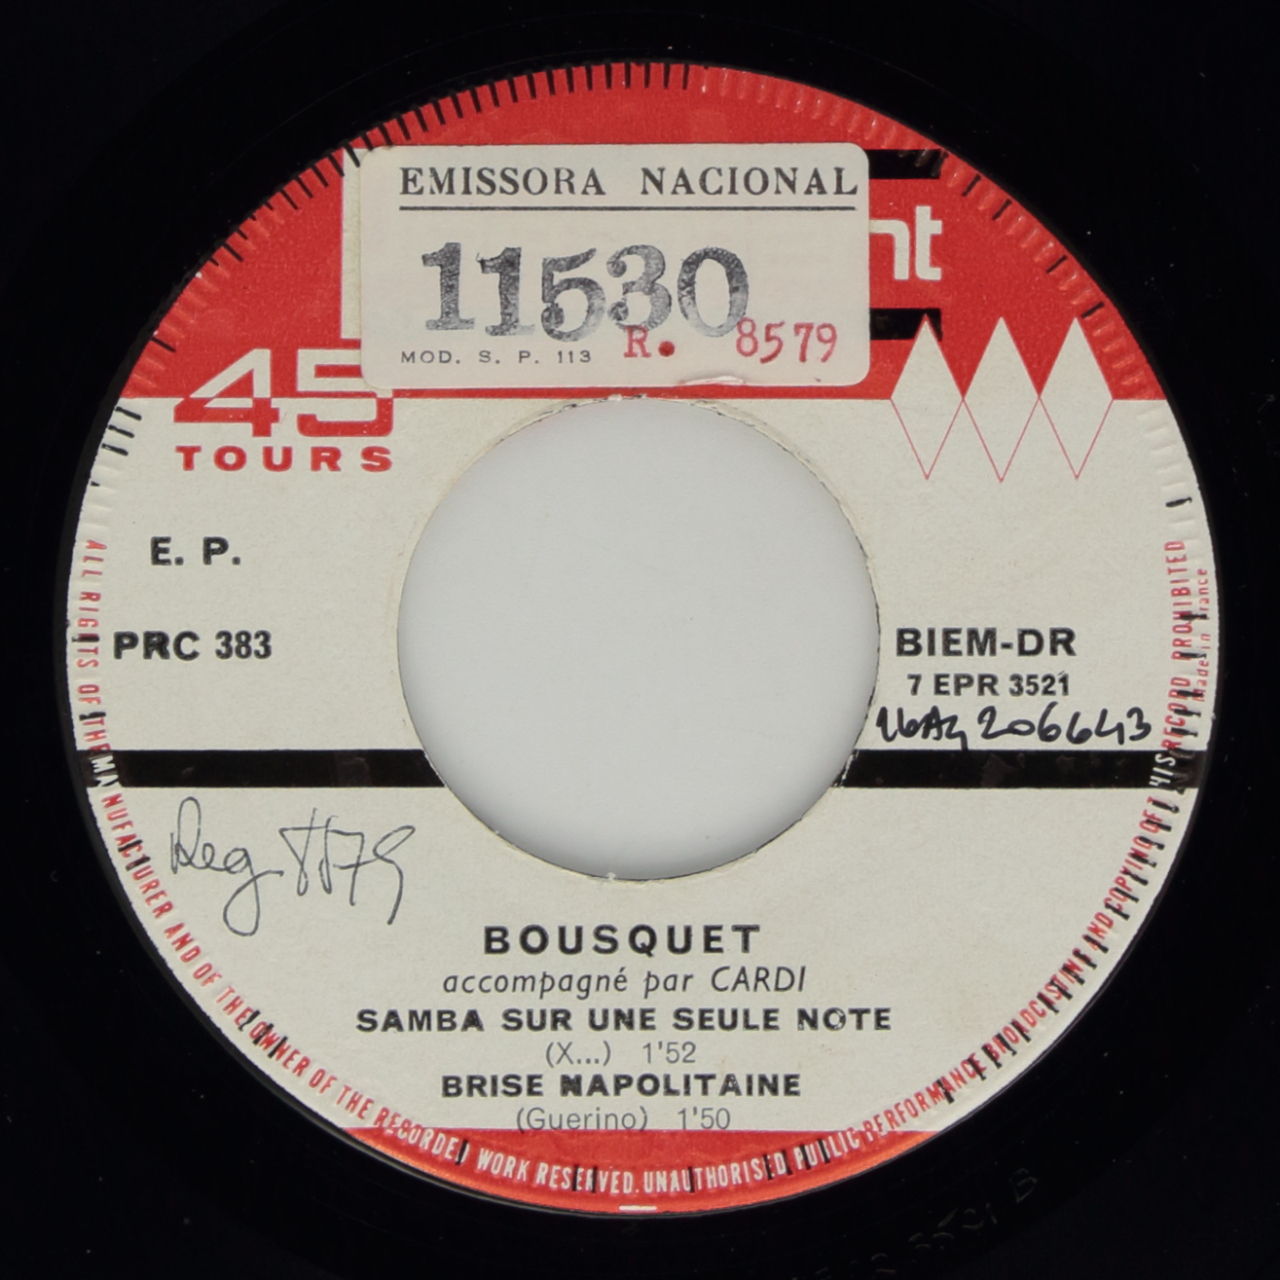 EMISSORA NACIONAL
11530
MOD. S. P. 113 R. 8579
nt
45
TOURS
E. P.
PRC 383
BIEM-DR
7 EPR 3521
206643
Reg. 8579
BOUSQUET
accompagné par CARDI
SAMBA SUR UNE SEULE NOTE
(X...) 1'52
BRISE NAPOLITAINE
(Guerino) 1'50
ALL RIGHTS OF THE MANUFACTURER AND OF THE OWNER OF THE RECORDED WORK RESERVED. UNAUTHORISED PUBLIC PERFORMANCE BROADCASTING AND COPYING OF THIS RECORD PROHIBITED
Made in France